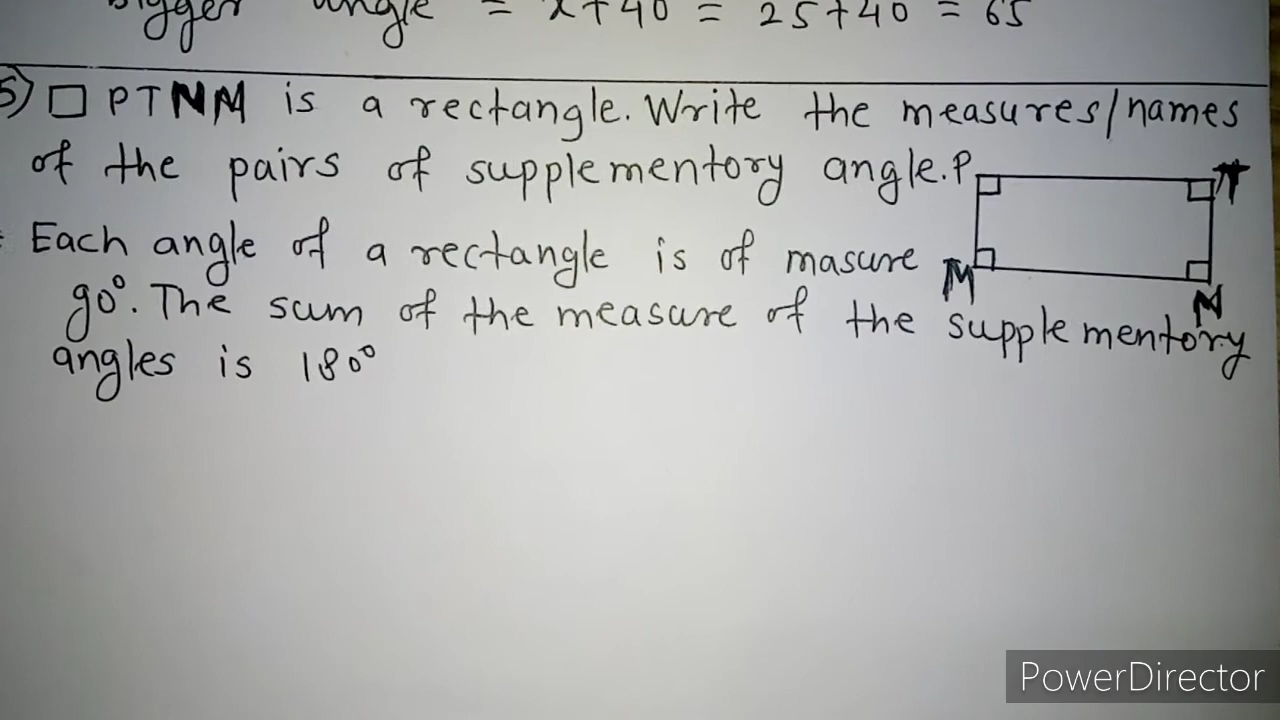 bigger angle = x+40 = 25+40 = 65
5) □ PTNM is a rectangle. Write the measures/names
of the pairs of supplementory angle. P T
Each angle of a rectangle is of masure M
90°. The sum of the measure of the supplementory N
angles is 180°
PowerDirector